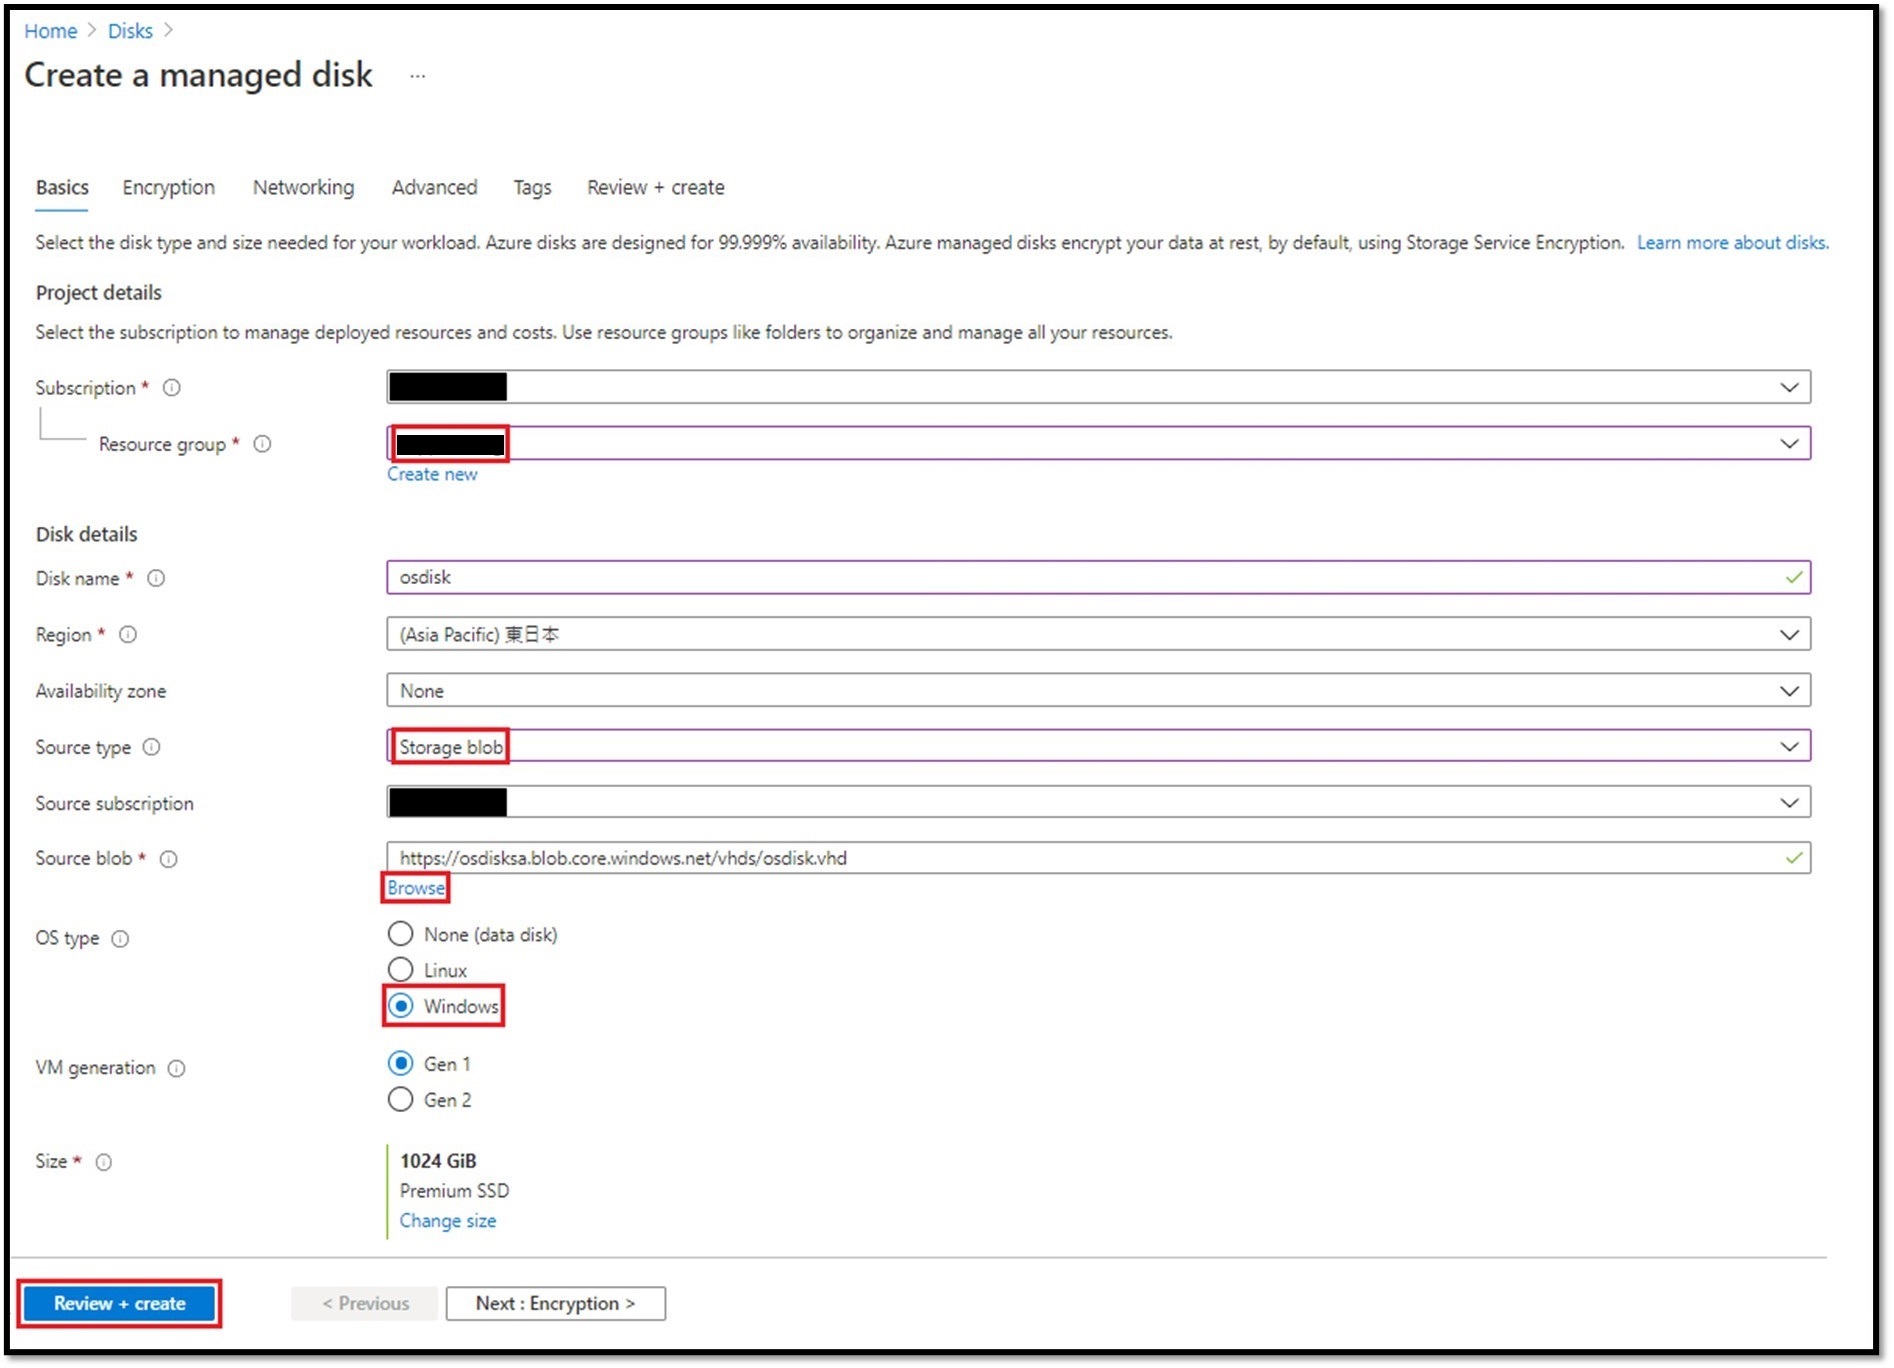 Home > Disks >
Create a managed disk ...
Basics Encryption Networking Advanced Tags Review + create
Select the disk type and size needed for your workload. Azure disks are designed for 99.999% availability. Azure managed disks encrypt your data at rest, by default, using Storage Service Encryption. Learn more about disks.
Project details
Select the subscription to manage deployed resources and costs. Use resource groups like folders to organize and manage all your resources.
Subscription *
Resource group *
Create new
Disk details
Disk name * osdisk
Region * (Asia Pacific) 東日本
Availability zone None
Source type Storage blob
Source subscription
Source blob * https://osdisksa.blob.core.windows.net/vhds/osdisk.vhd
Browse
OS type None (data disk)
Linux
Windows
VM generation Gen 1
Gen 2
Size * 1024 GiB
Premium SSD
Change size
Review + create < Previous Next : Encryption >